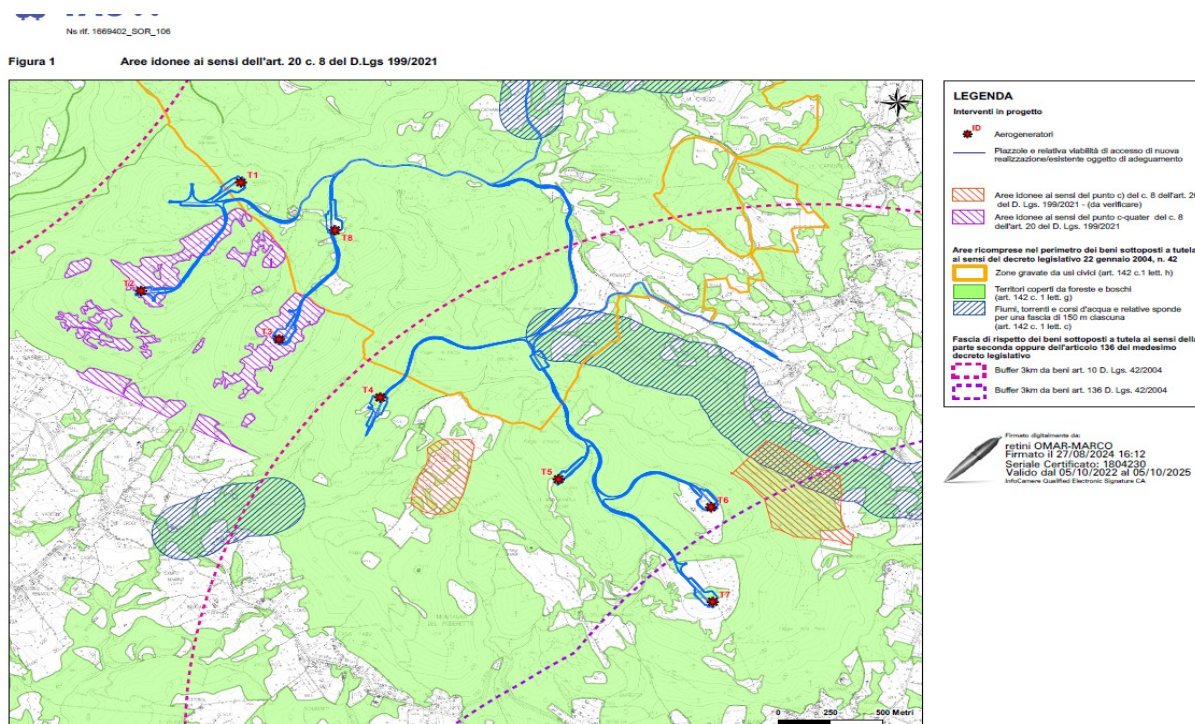 Ns rif. 1669402_SOR_106
Figura 1 Aree idonee ai sensi dell'art. 20 c. 8 del D.Lgs 199/2021
T1
T8
T2
T3
T4
T5
T6
T7
0 250 500 Metri
LEGENDA
Interventi in progetto
ID
Aerogeneratori
Piazzole e relativa viabilità di accesso di nuova
realizzazione/esistente oggetto di adeguamento
Aree idonee ai sensi del punto c) del c. 8 dell'art. 20
del D. Lgs. 199/2021 - (da verificare)
Aree idonee ai sensi del punto c-quater del c. 8
dell'art. 20 del D. Lgs. 199/2021
Aree ricomprese nel perimetro dei beni sottoposti a tutela
ai sensi del decreto legislativo 22 gennaio 2004, n. 42
Zone gravate da usi civici (art. 142 c.1 lett. h)
Territori coperti da foreste e boschi
(art. 142 c. 1 lett. g)
Fiumi, torrenti e corsi d'acqua e relative sponde
per una fascia di 150 m ciascuna
(art. 142 c. 1 lett. c)
Fascia di rispetto dei beni sottoposti a tutela ai sensi della
parte seconda oppure dell'articolo 136 del medesimo
decreto legislativo
Buffer 3km da beni art. 10 D. Lgs. 42/2004
Buffer 3km da beni art. 136 D. Lgs. 42/2004
Firmato digitalmente da:
retini OMAR-MARCO
Firmato il 27/08/2024 16:12
Seriale Certificato: 1804230
Valido dal 05/10/2022 al 05/10/2025
InfoCamere Qualified Electronic Signature CA